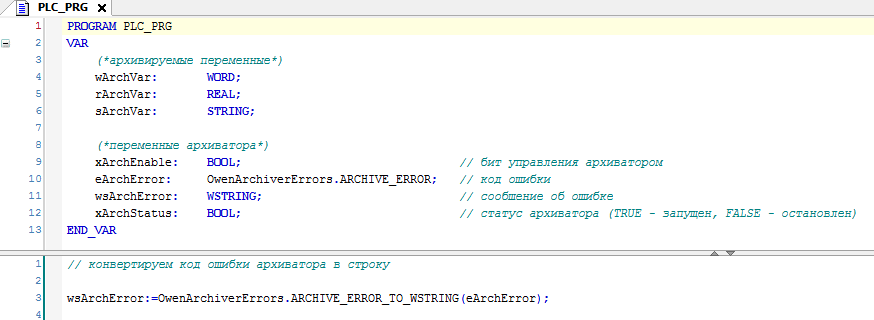 PLC_PRG
1 PROGRAM PLC_PRG
2 VAR
3 (*архивируемые переменные*)
4 wArchVar: WORD;
5 rArchVar: REAL;
6 sArchVar: STRING;
7
8 (*переменные архиватора*)
9 xArchEnable: BOOL; // бит управления архиватором
10 eArchError: OwenArchiverErrors.ARCHIVE_ERROR; // код ошибки
11 wsArchError: WSTRING; // сообщение об ошибке
12 xArchStatus: BOOL; // статус архиватора (TRUE - запущен, FALSE - остановлен)
13 END_VAR
1 // конвертируем код ошибки архиватора в строку
2
3 wsArchError:=OwenArchiverErrors.ARCHIVE_ERROR_TO_WSTRING(eArchError);
4